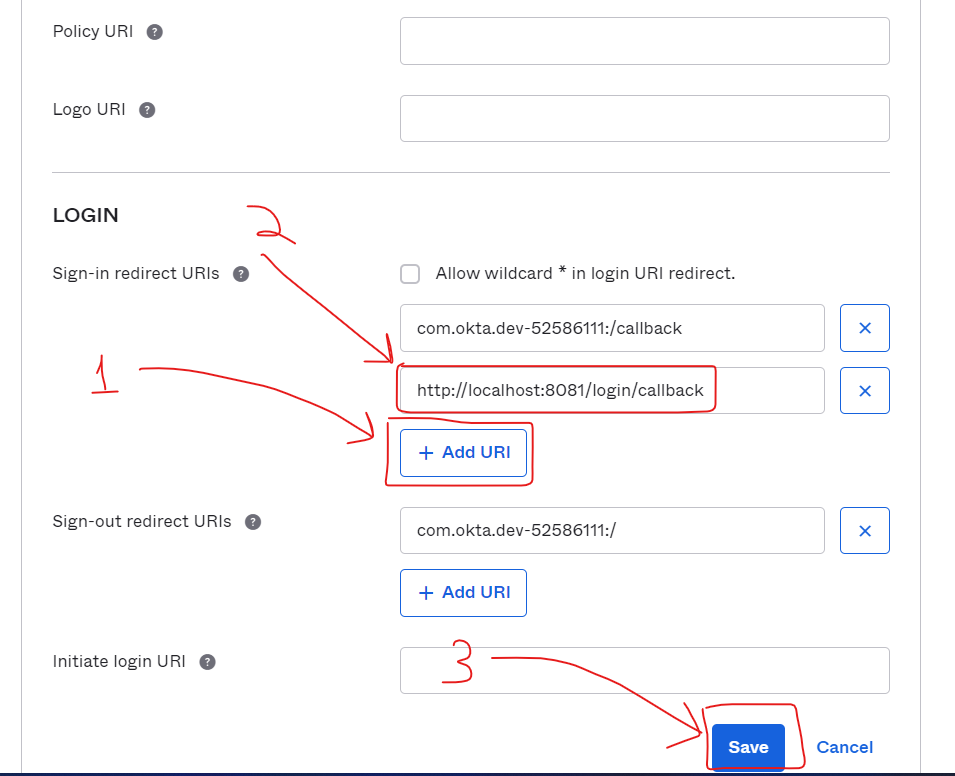 Policy URI ?
Logo URI ?
LOGIN
2
Sign-in redirect URIs ?
Allow wildcard * in login URI redirect.
com.okta.dev-52586111:/callback
1
http://localhost:8081/login/callback
+ Add URI
Sign-out redirect URIs ?
com.okta.dev-52586111:/
+ Add URI
Initiate login URI ?
3
Save Cancel